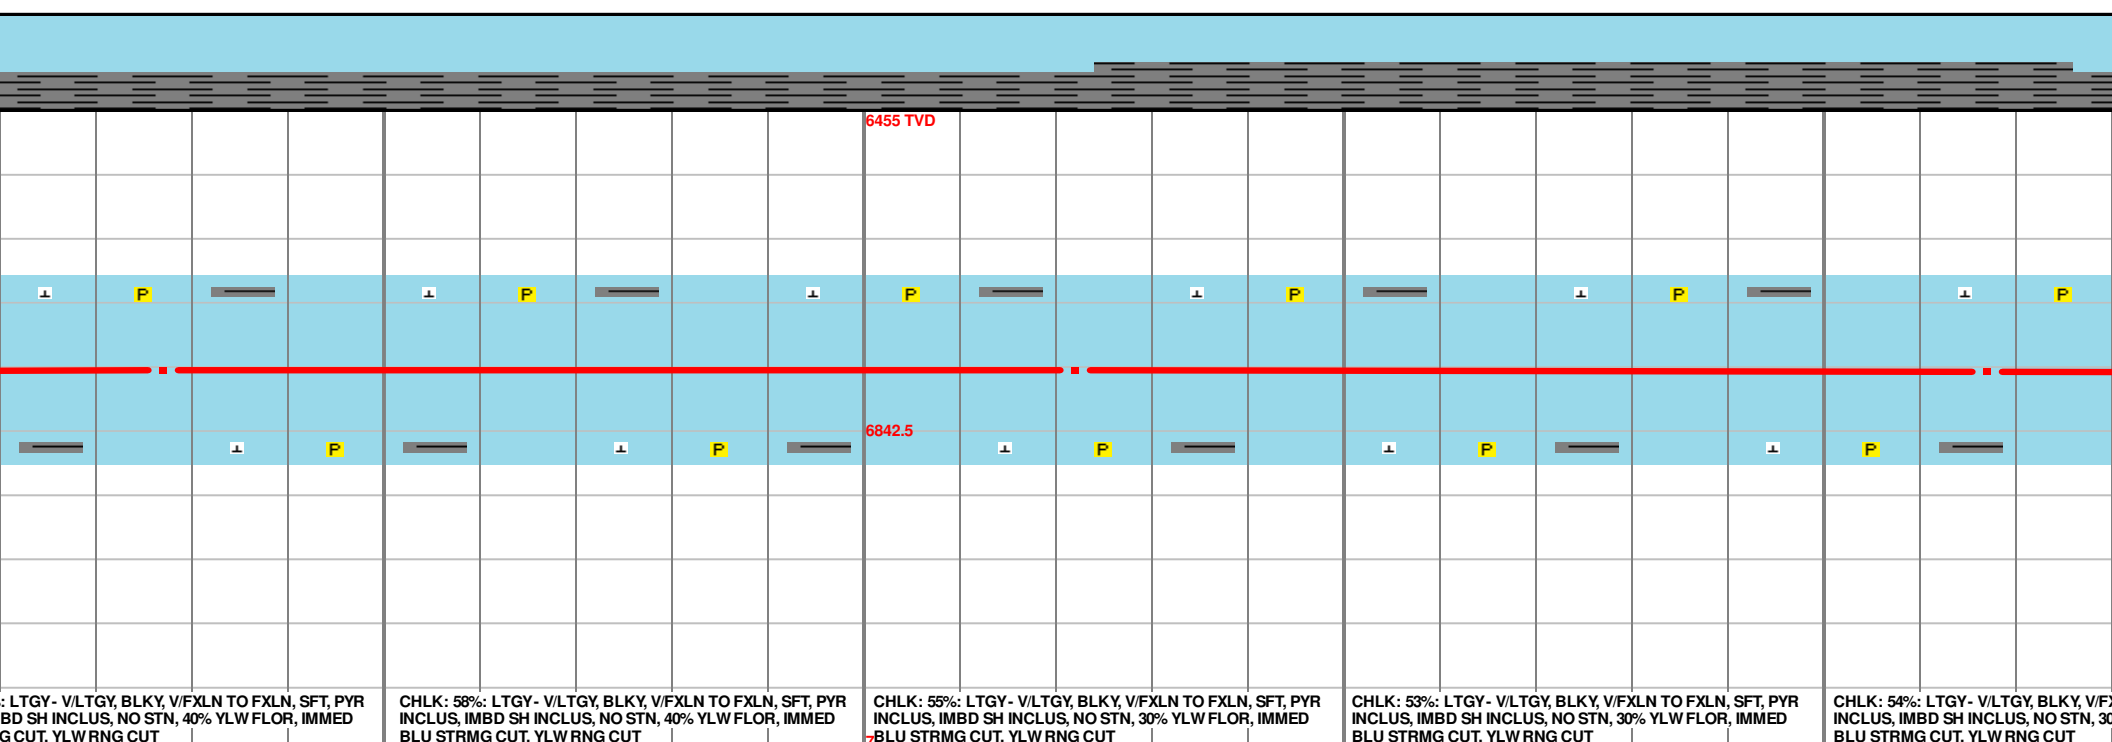 6455 TVD
P P P P P P
6842.5
P P P P P
: LTGY- V/LTGY, BLKY, V/FXLN TO FXLN, SFT, PYR
BD SH INCLUS, NO STN, 40% YLW FLOR, IMMED
G CUT, YLW RNG CUT
CHLK: 58%: LTGY- V/LTGY, BLKY, V/FXLN TO FXLN, SFT, PYR
INCLUS, IMBD SH INCLUS, NO STN, 40% YLW FLOR, IMMED
BLU STRMG CUT, YLW RNG CUT
CHLK: 55%: LTGY- V/LTGY, BLKY, V/FXLN TO FXLN, SFT, PYR
INCLUS, IMBD SH INCLUS, NO STN, 30% YLW FLOR, IMMED
BLU STRMG CUT, YLW RNG CUT
CHLK: 53%: LTGY- V/LTGY, BLKY, V/FXLN TO FXLN, SFT, PYR
INCLUS, IMBD SH INCLUS, NO STN, 30% YLW FLOR, IMMED
BLU STRMG CUT, YLW RNG CUT
CHLK: 54%: LTGY- V/LTGY, BLKY, V/FX
INCLUS, IMBD SH INCLUS, NO STN, 30
BLU STRMG CUT, YLW RNG CUT